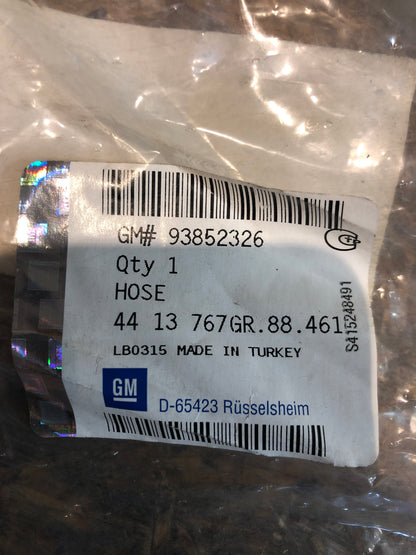 GM# 93852326
Qty 1
HOSE
44 13 767GR.88.461
LB0315 MADE IN TURKEY
S415248491
GM
D-65423 Rüsselsheim